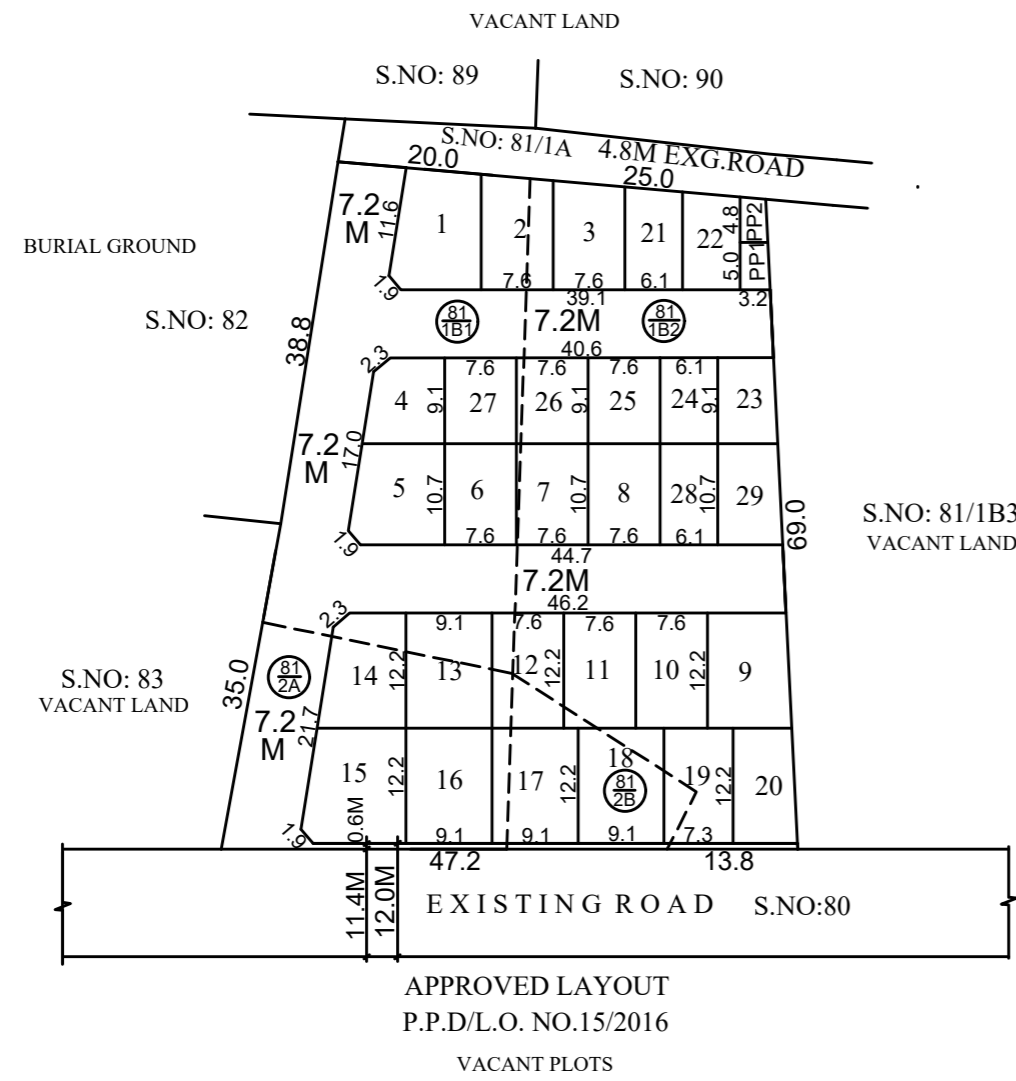 VACANT LAND
S.NO: 89
S.NO: 90
S.NO: 81/1A
4.8M EXG.ROAD
20.0
25.0
7.2
M
11.6
1
2
3
21
22
4.8
PP2
5.0
PP1
BURIAL GROUND
1.9
7.6
7.6
6.1
39.1
3.2
S.NO: 82
81
1B1
7.2M
81
1B2
38.8
40.6
2.3
7.6
7.6
7.6
6.1
4
9.1
27
26
9.1
25
24
9.1
23
7.2
M
17.0
5
10.7
6
7
8
28
10.7
29
1.9
7.6
7.6
7.6
6.1
69.0
S.NO: 81/1B3
VACANT LAND
44.7
7.2M
46.2
2.3
9.1
7.6
7.6
7.6
S.NO: 83
VACANT LAND
35.0
81
2A
14
12.2
13
12
12.2
11
10
12.2
9
7.2
M
21.7
15
12.2
16
17
12.2
18
81
2B
19
12.2
20
1.9
0.6M
9.1
9.1
9.1
7.3
47.2
13.8
11.4M
12.0M
EXISTING ROAD
S.NO:80
APPROVED LAYOUT
P.P.D/L.O. NO.15/2016
VACANT PLOTS